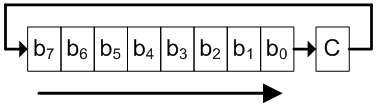 b₇ b₆ b₅ b₄ b₃ b₂ b₁ b₀ C